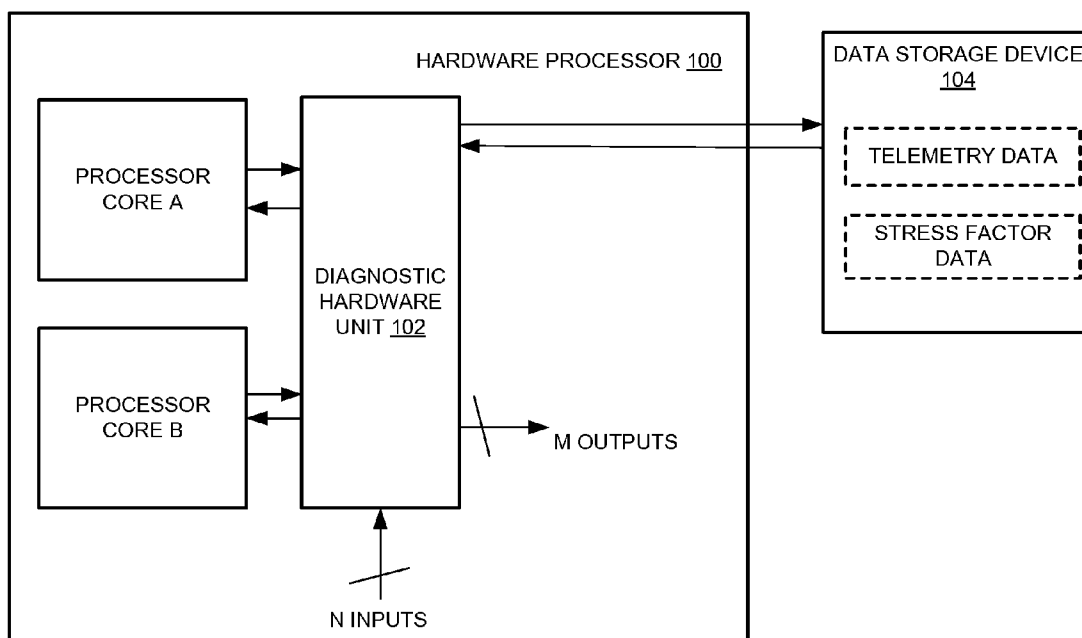 HARDWARE PROCESSOR 100
PROCESSOR
CORE A
DIAGNOSTIC
HARDWARE
UNIT 102
PROCESSOR
CORE B
M OUTPUTS
N INPUTS
DATA STORAGE DEVICE
104
TELEMETRY DATA
STRESS FACTOR
DATA